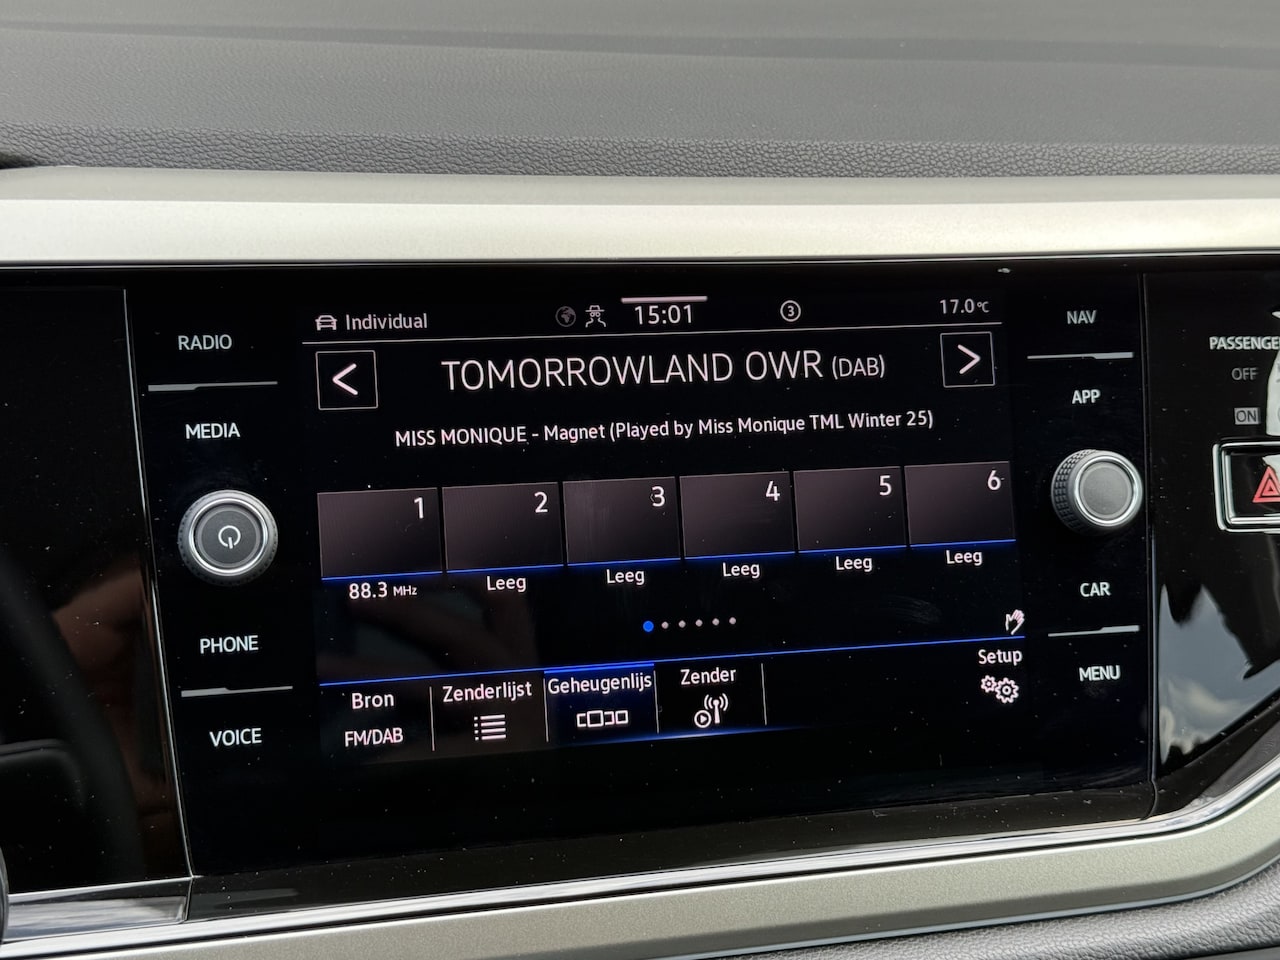 Individual
15:01
3
17.0°C
TOMORROWLAND OWR (DAB)
MISS MONIQUE - Magnet (Played by Miss Monique TML Winter 25)
1 2 3 4 5 6
88.3 MHz Leeg Leeg Leeg Leeg Leeg
Bron
FM/DAB
Zenderlijst
Geheugenlijs
Zender
Setup
RADIO
MEDIA
PHONE
VOICE
NAV
APP
CAR
MENU
PASSENGE
OFF
ON